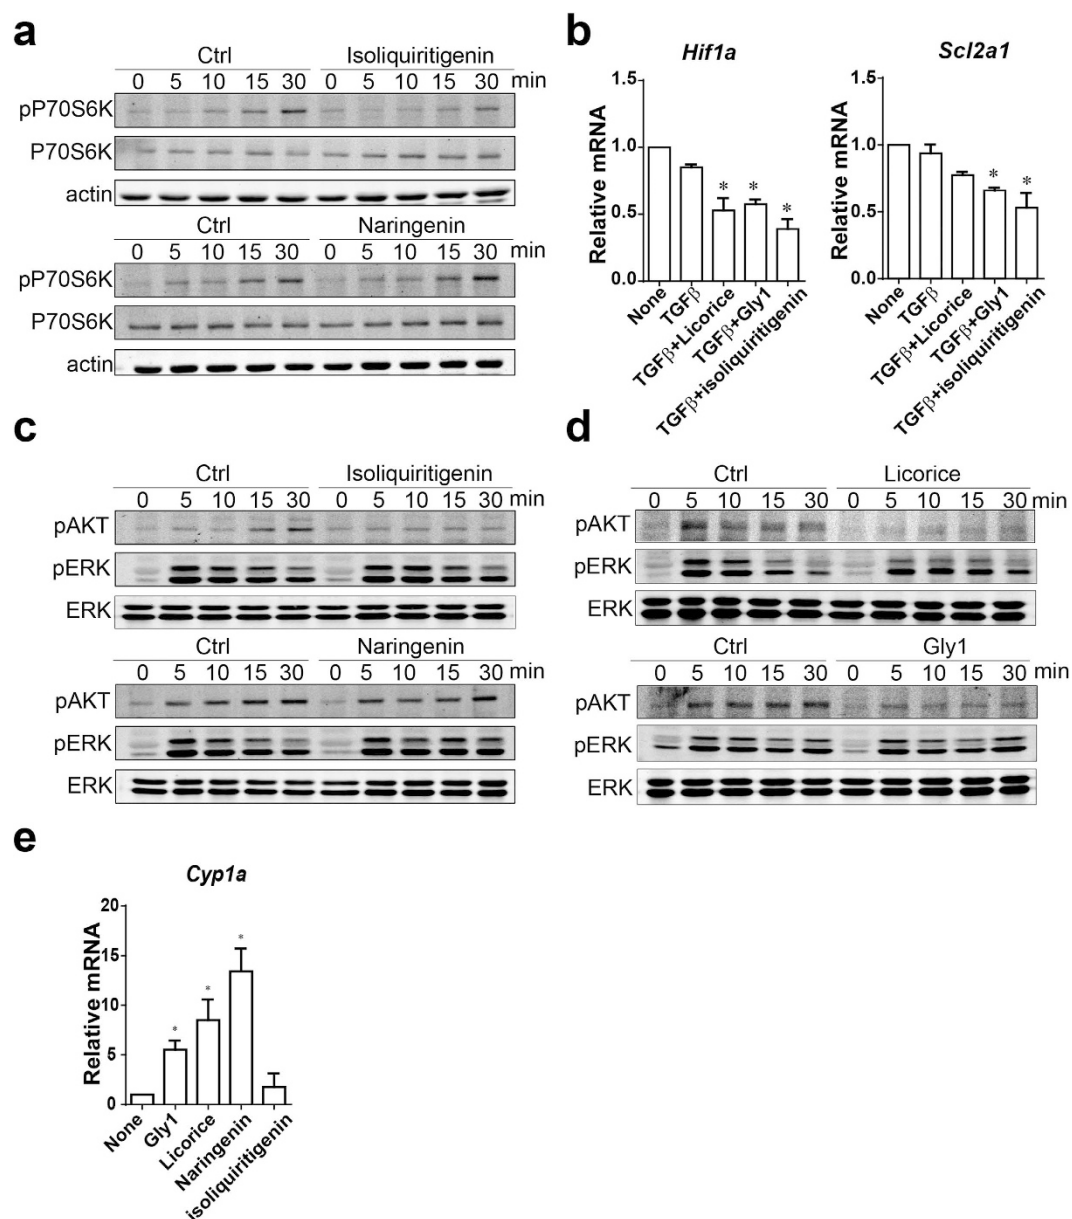 a
Ctrl Isoliquiritigenin
0 5 10 15 30 0 5 10 15 30 min
pP70S6K
P70S6K
actin
Ctrl Naringenin
0 5 10 15 30 0 5 10 15 30 min
pP70S6K
P70S6K
actin
b
Hif1a
Relative mRNA
1.5
1.0
0.5
0.0
* * *
None
TGFβ
TGFβ+Licorice
TGFβ+Gly1
TGFβ+isoliquiritigenin
Scl2a1
Relative mRNA
1.5
1.0
0.5
0.0
* *
None
TGFβ
TGFβ+Licorice
TGFβ+Gly1
TGFβ+isoliquiritigenin
c
Ctrl Isoliquiritigenin
0 5 10 15 30 0 5 10 15 30 min
pAKT
pERK
ERK
Ctrl Naringenin
0 5 10 15 30 0 5 10 15 30 min
pAKT
pERK
ERK
d
Ctrl Licorice
0 5 10 15 30 0 5 10 15 30 min
pAKT
pERK
ERK
Ctrl Gly1
0 5 10 15 30 0 5 10 15 30 min
pAKT
pERK
ERK
e
Cyp1a
Relative mRNA
20
15
10
5
0
* * *
None
Gly1
Licorice
Naringenin
isoliquiritigenin